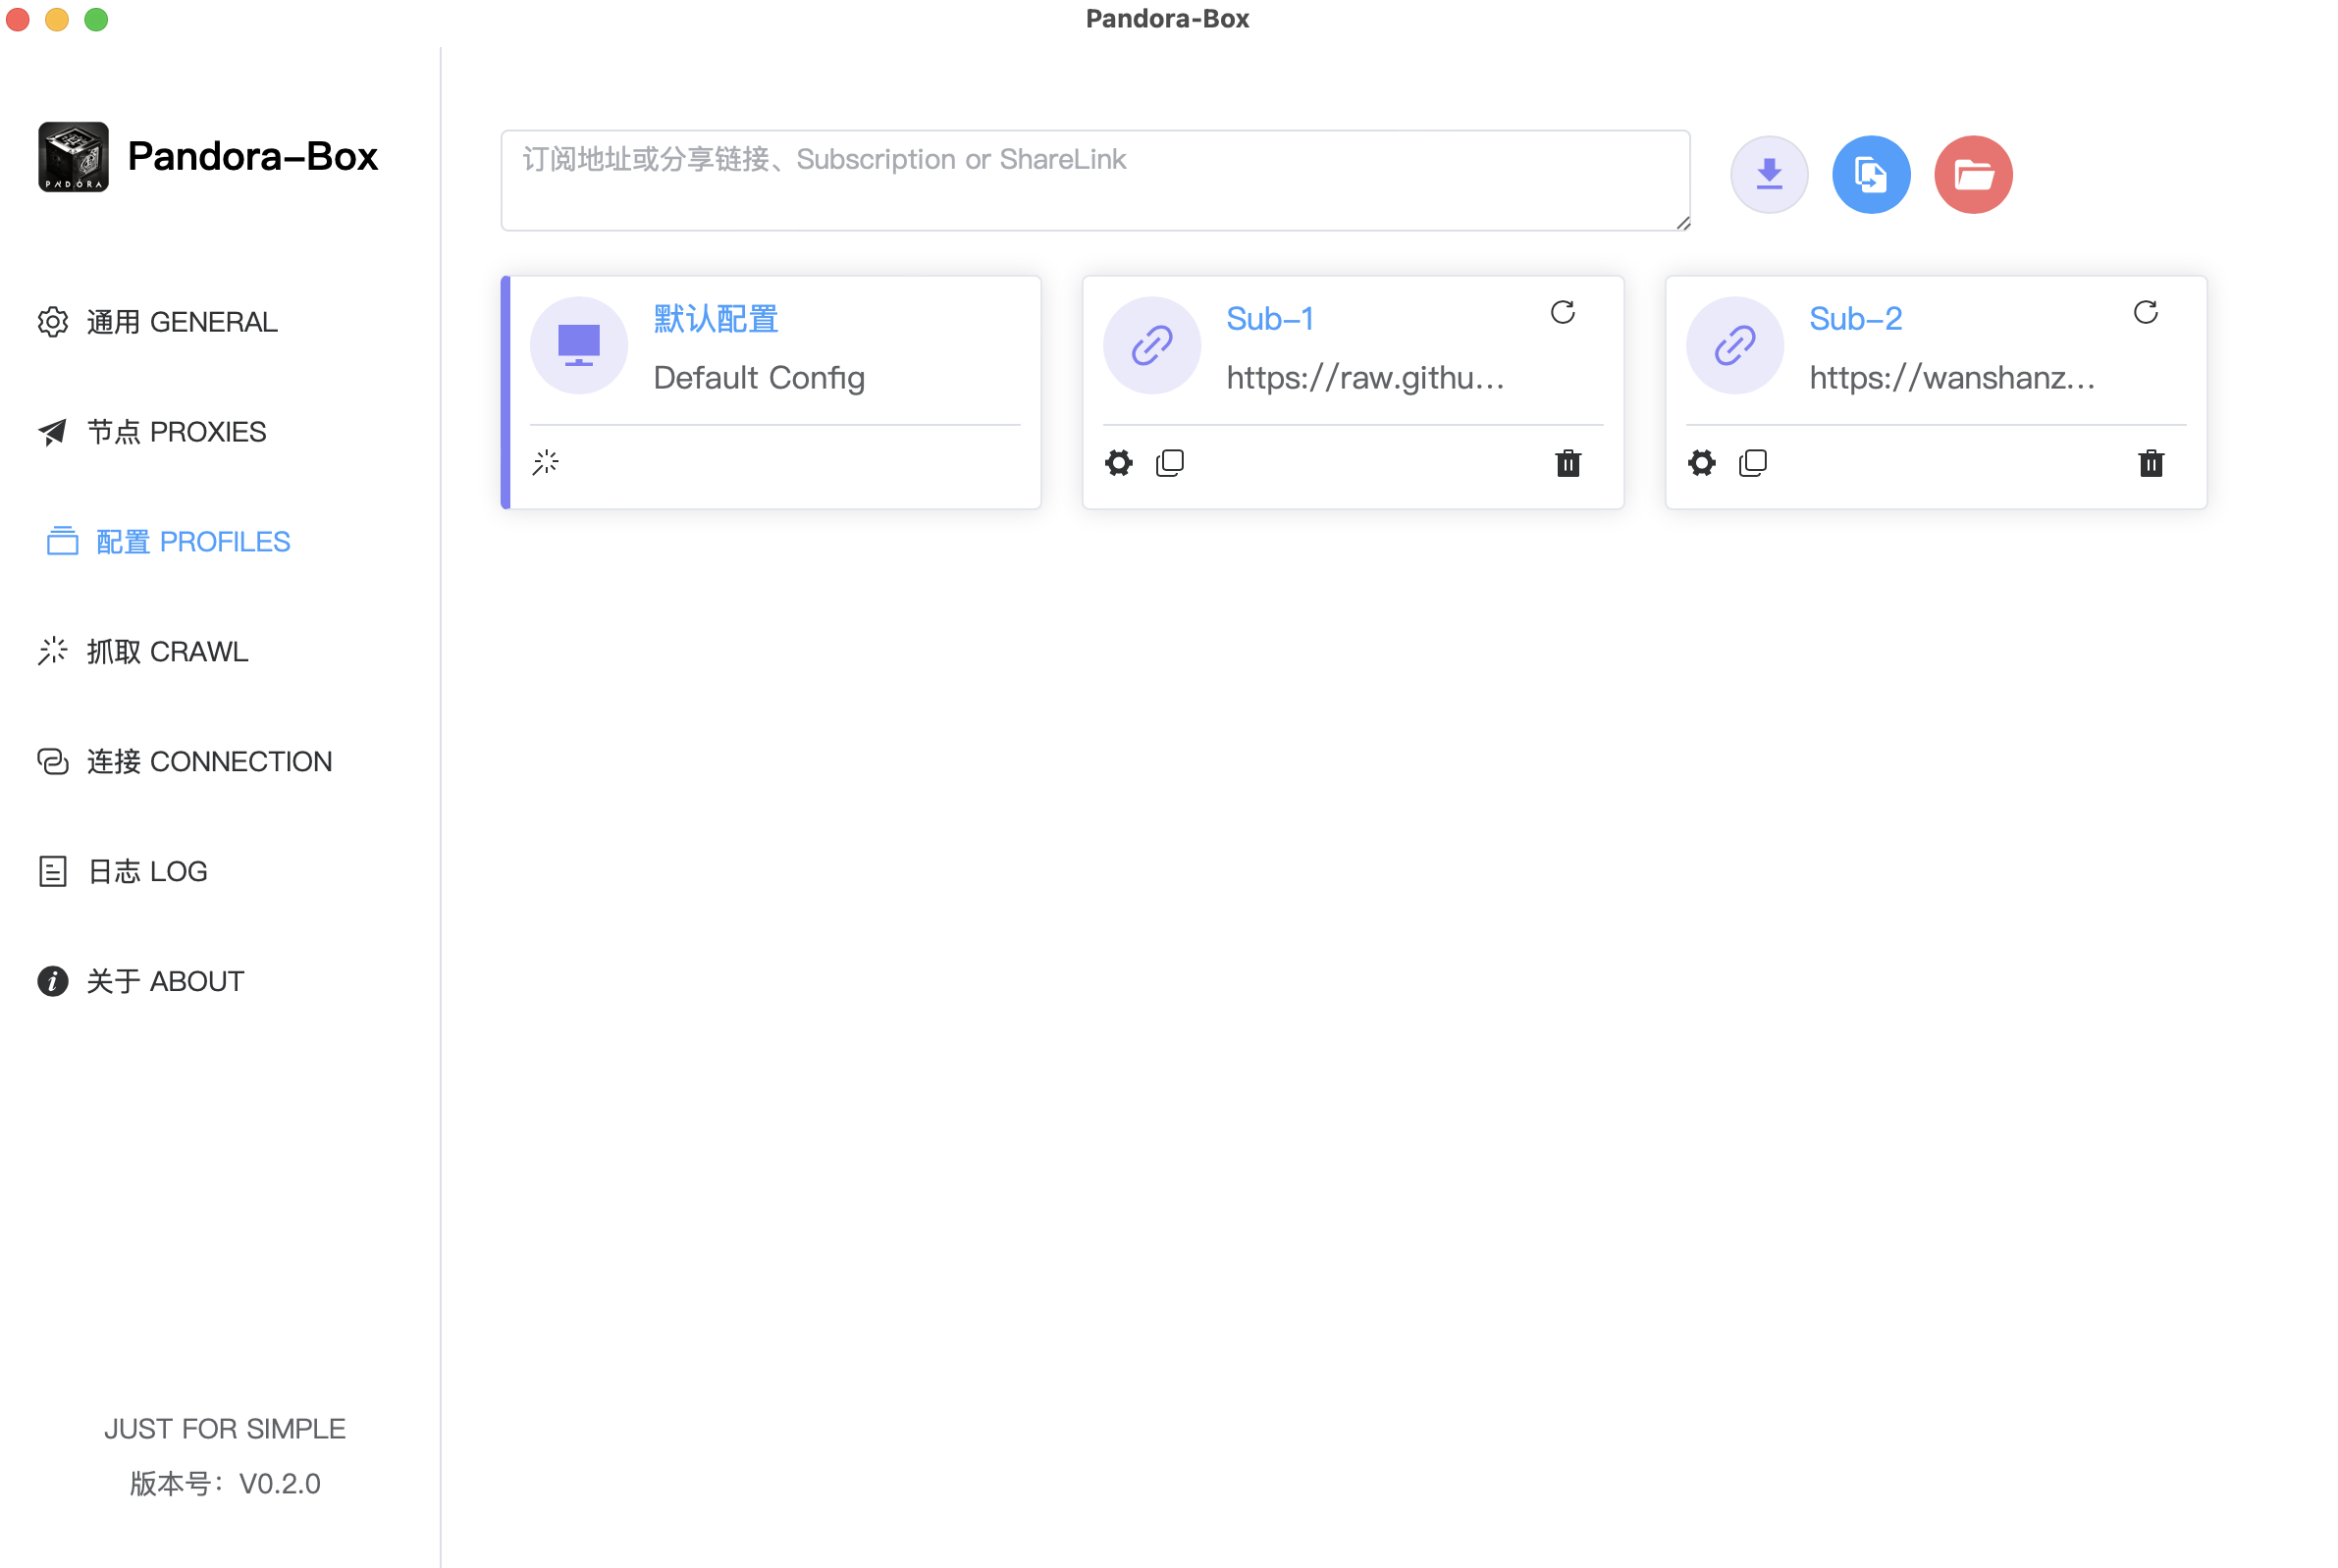 Pandora-Box
PANDORA
Pandora-Box
通用 GENERAL
节点 PROXIES
配置 PROFILES
抓取 CRAWL
连接 CONNECTION
日志 LOG
关于 ABOUT
JUST FOR SIMPLE
版本号：V0.2.0
订阅地址或分享链接、Subscription or ShareLink
默认配置
Default Config
Sub-1
https://raw.githu...
Sub-2
https://wanshanz...